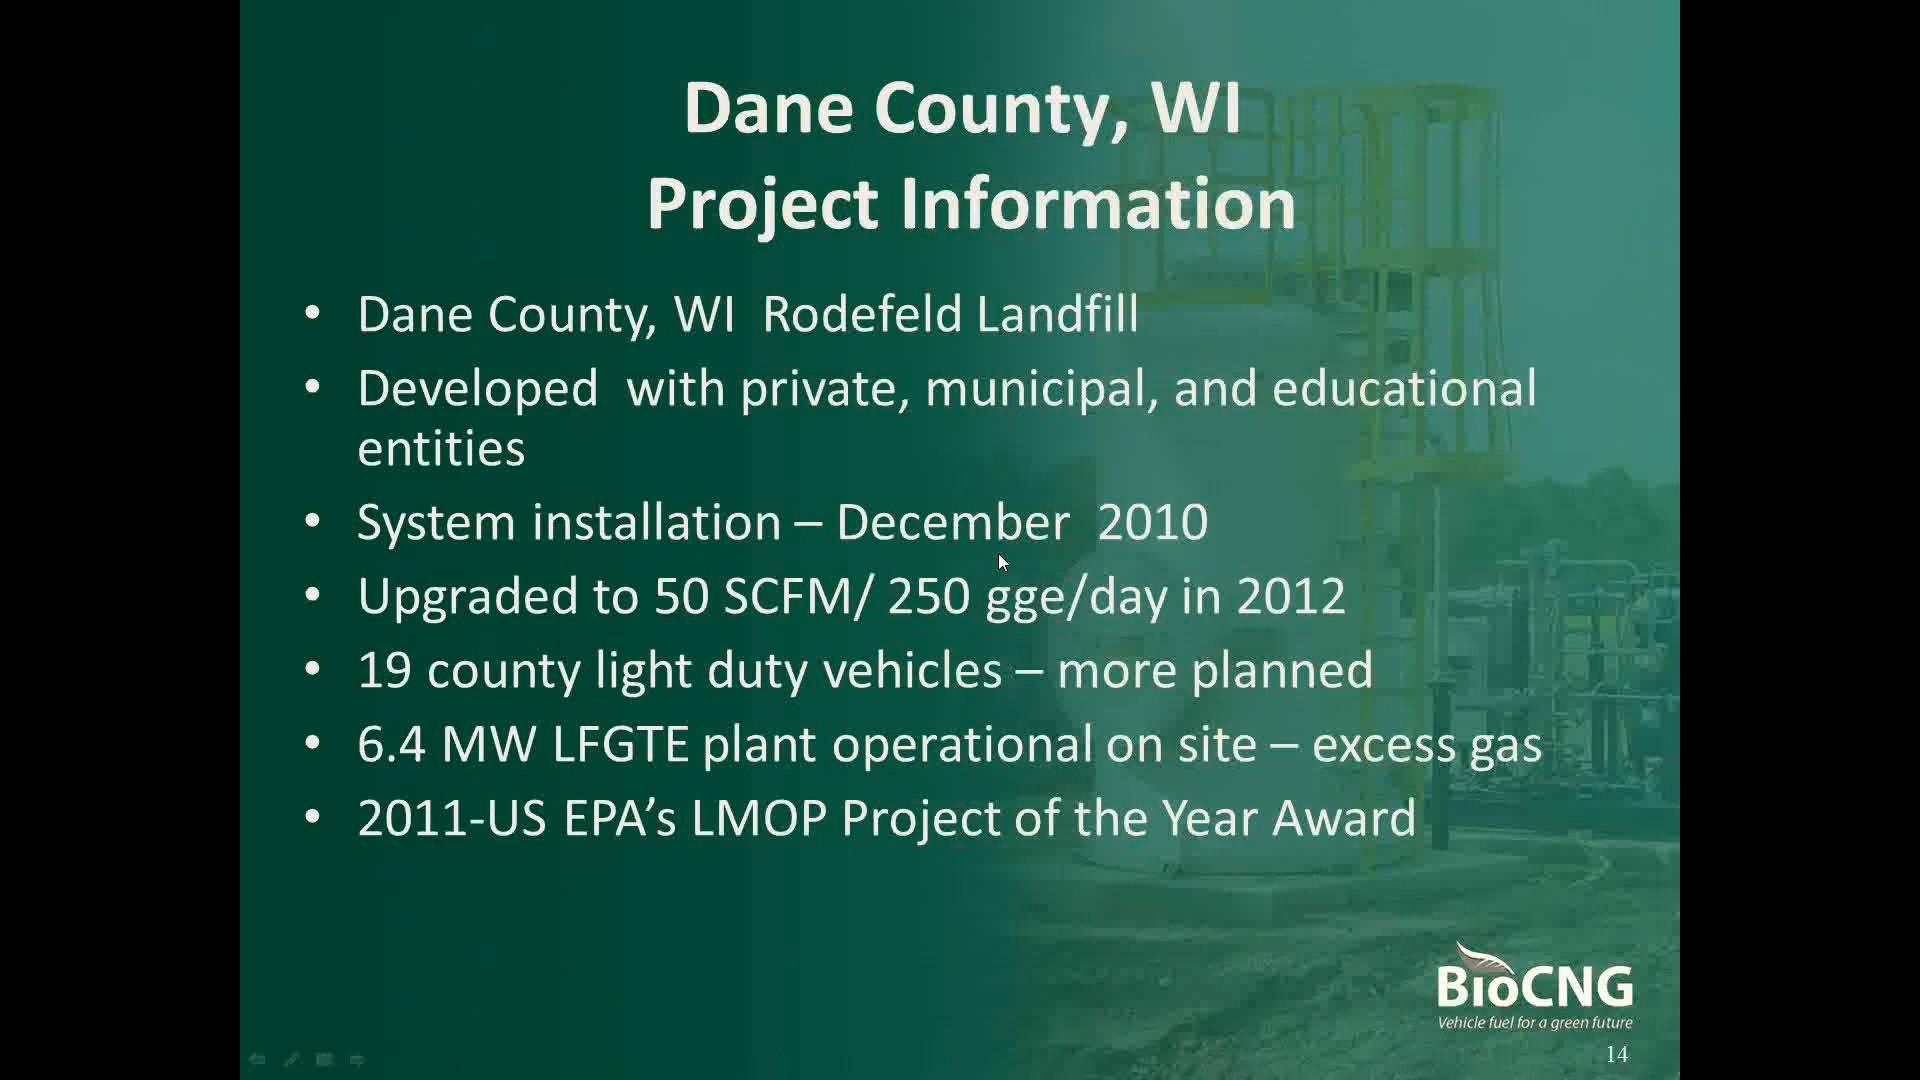 Dane County, WI
Project Information
• Dane County, WI  Rodefeld Landfill
• Developed  with private, municipal, and educational
entities
• System installation – December  2010
• Upgraded to 50 SCFM/ 250 gge/day in 2012
• 19 county light duty vehicles – more planned
• 6.4 MW LFGTE plant operational on site – excess gas
• 2011-US EPA’s LMOP Project of the Year Award
BioCNG
Vehicle fuel for a green future
14